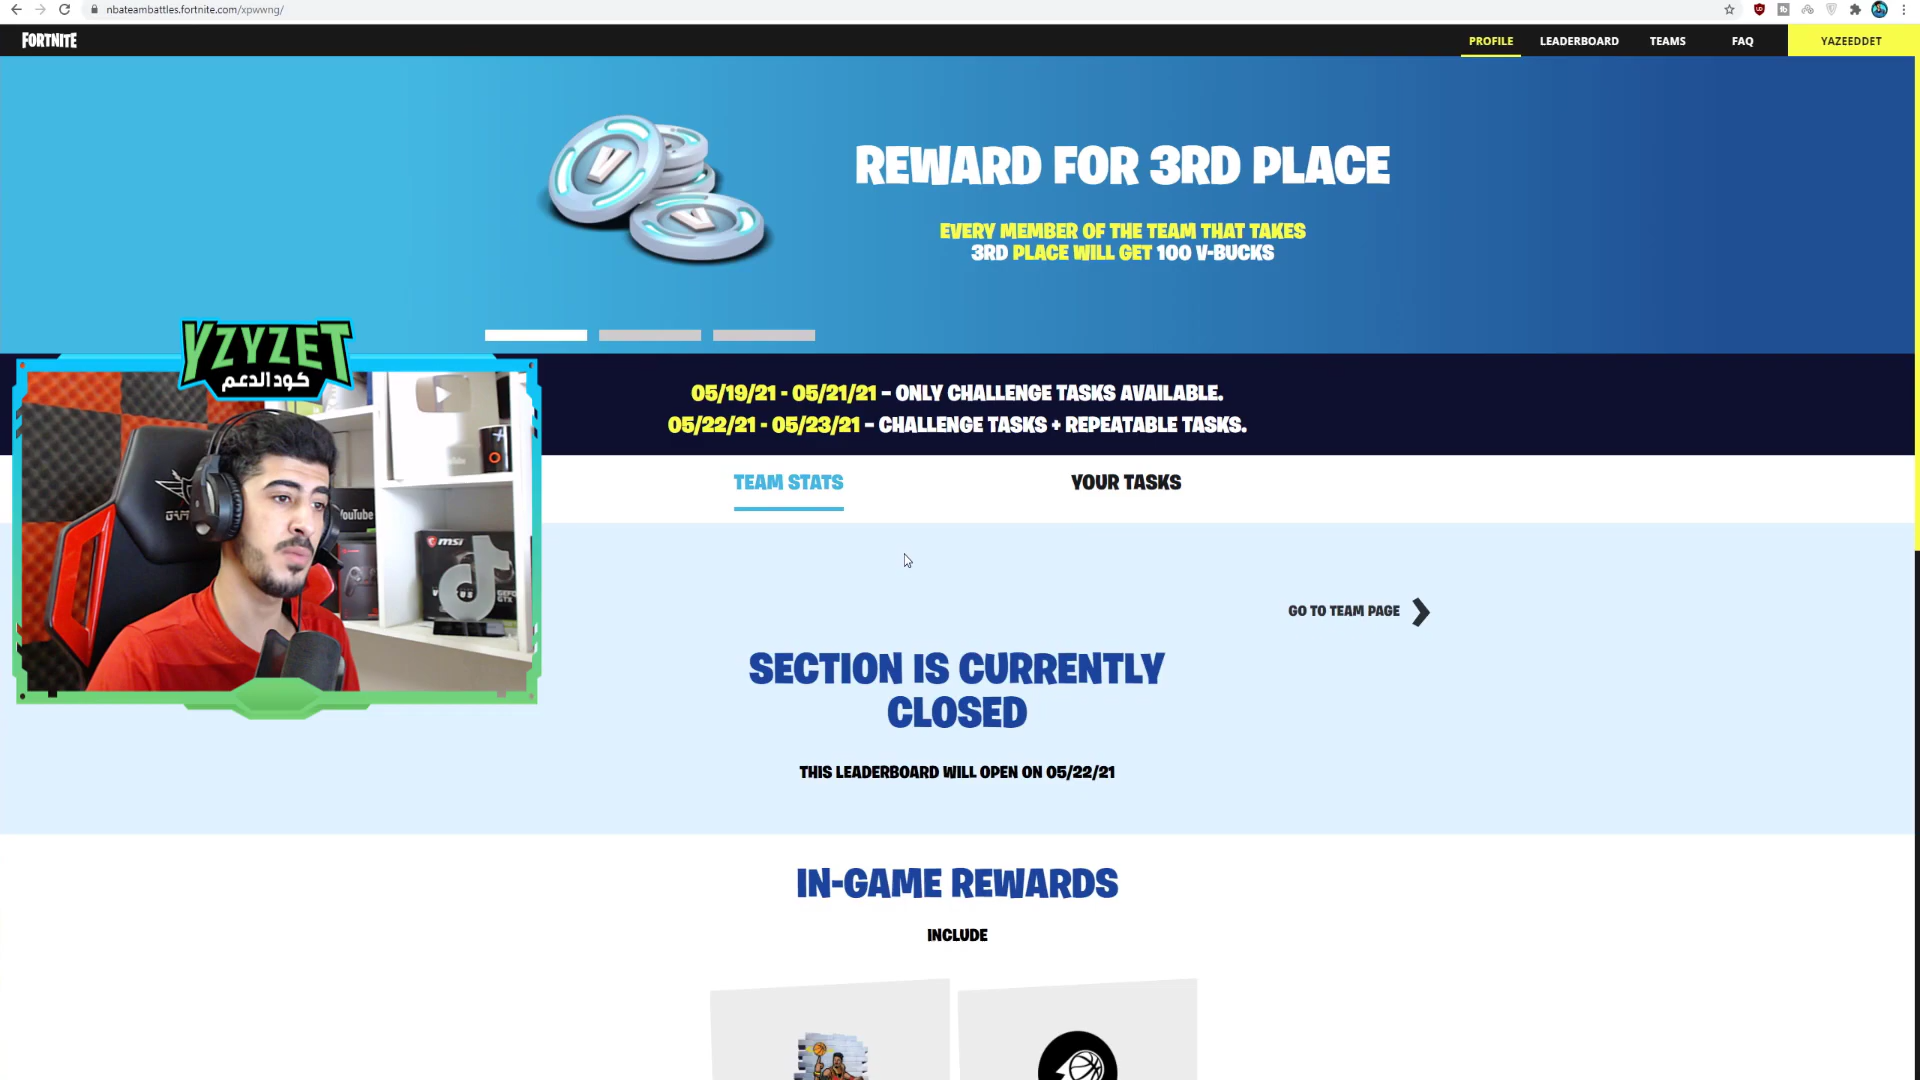 nbateambattles.fortnite.com/xpwwng/
FORTNITE
PROFILE
LEADERBOARD
TEAMS
FAQ
YAZEEDDET
REWARD FOR 3RD PLACE
EVERY MEMBER OF THE TEAM THAT TAKES
3RD PLACE WILL GET 100 V-BUCKS
YZYZET
كود الدعم
05/19/21 - 05/21/21 - ONLY CHALLENGE TASKS AVAILABLE.
05/22/21 - 05/23/21 - CHALLENGE TASKS + REPEATABLE TASKS.
TEAM STATS
YOUR TASKS
YouTube
msi
GO TO TEAM PAGE
SECTION IS CURRENTLY
CLOSED
THIS LEADERBOARD WILL OPEN ON 05/22/21
IN-GAME REWARDS
INCLUDE